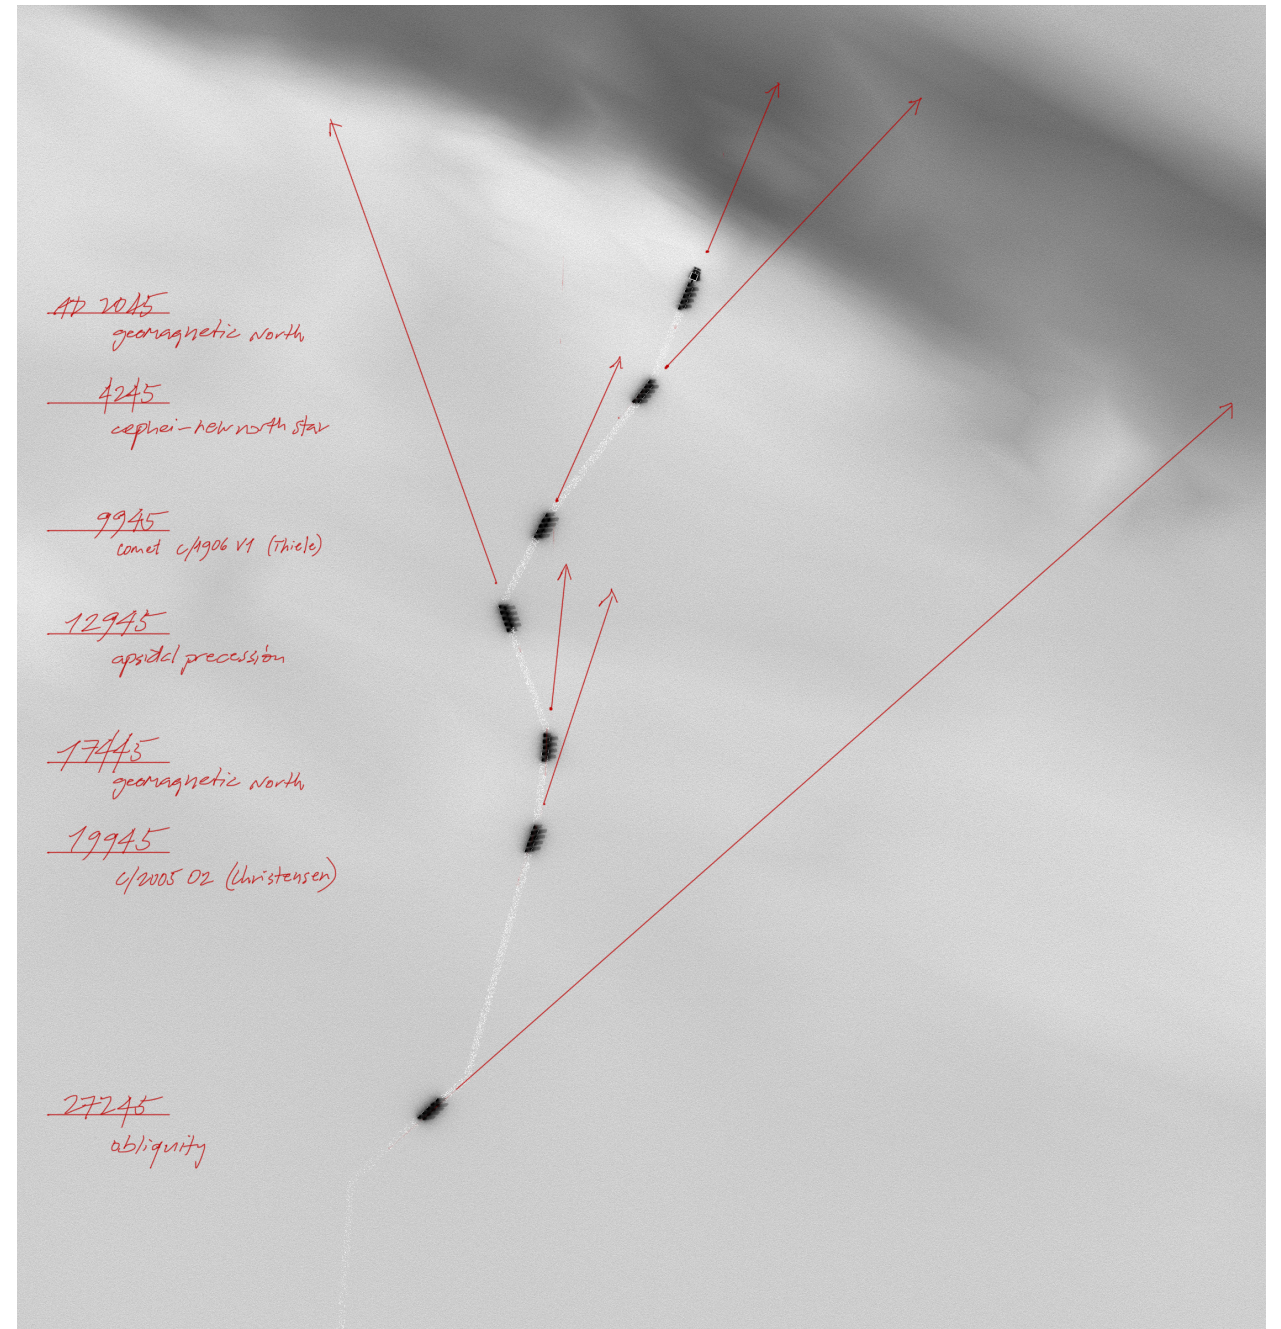 AD 2045
geomagnetic north
4245
cephei - new north star
9945
comet c/1906 V1 (Thiele)
12945
apsidal precession
17445
geomagnetic north
19945
c/2005 O2 (Christensen)
27245
obliquity